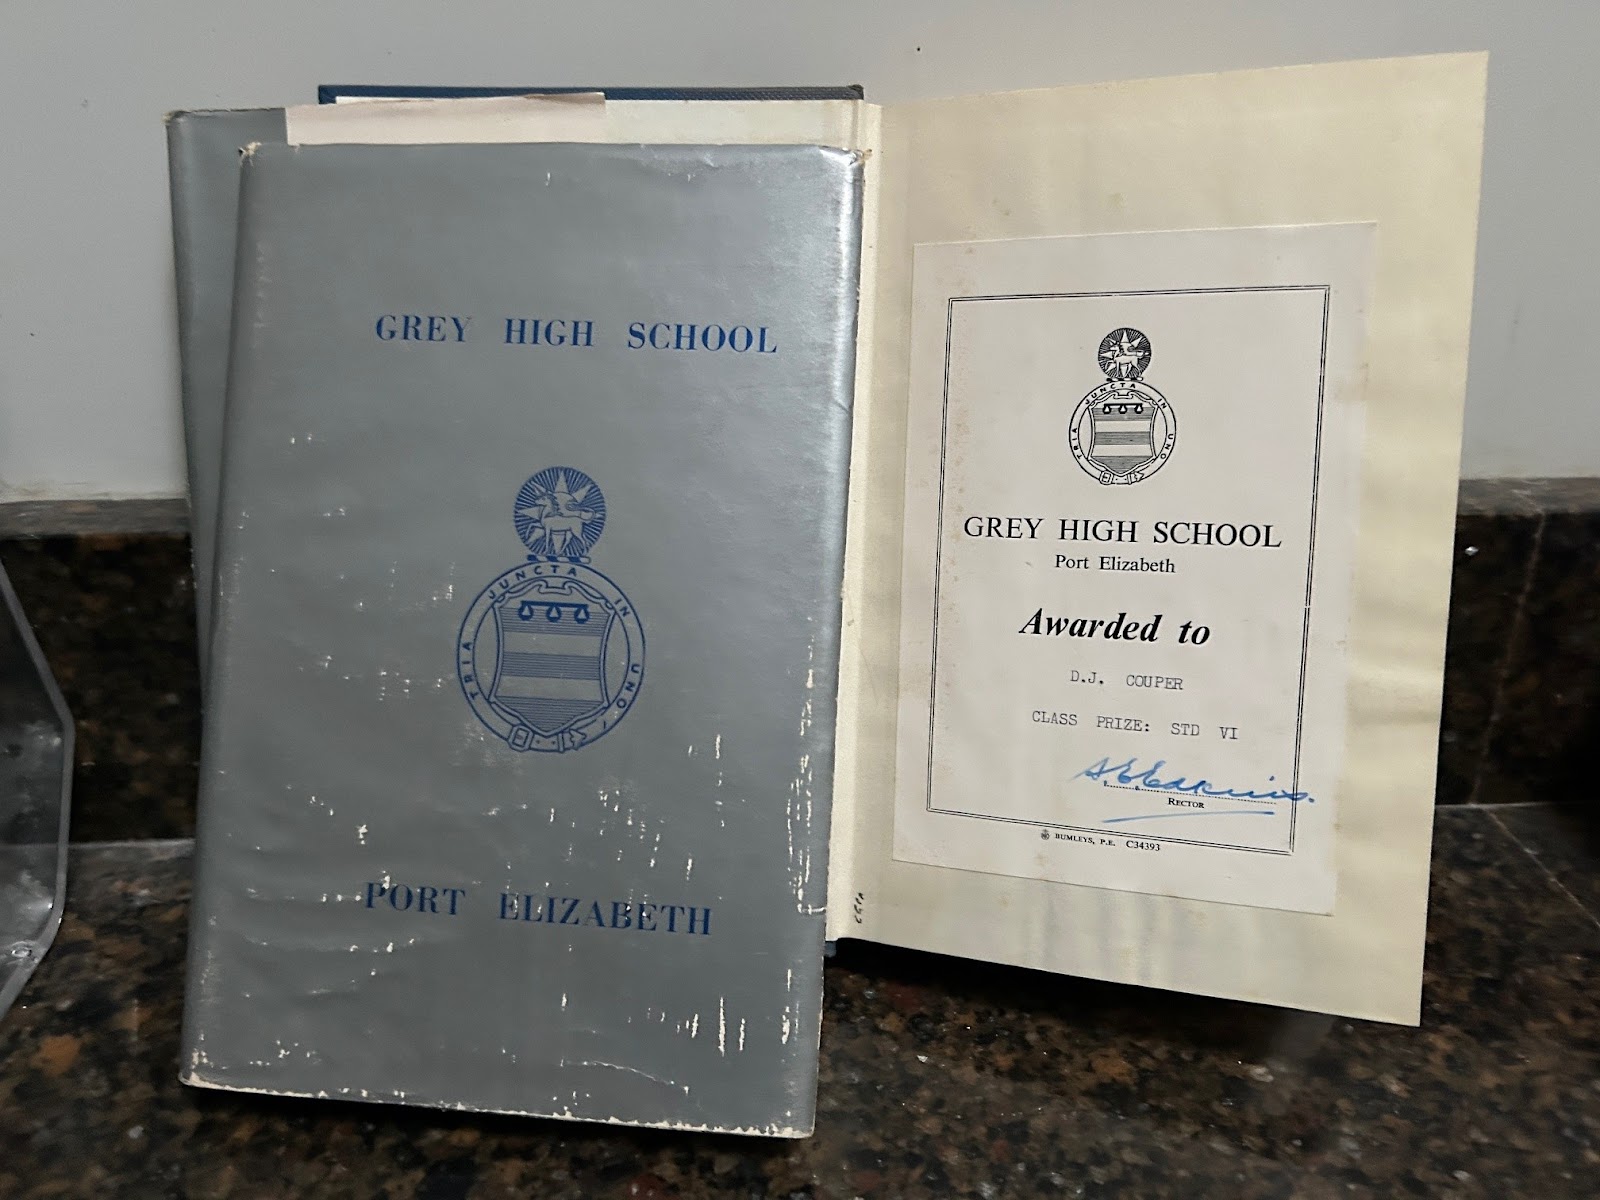 GREY HIGH SCHOOL
TRIA JUNCTA IN UNO
PORT ELIZABETH
TRIA JUNCTA IN UNO
GREY HIGH SCHOOL
Port Elizabeth
Awarded to
D.J. COUPER
CLASS PRIZE: STD VI
RECTOR
BUMLEYS, P.E. C34393